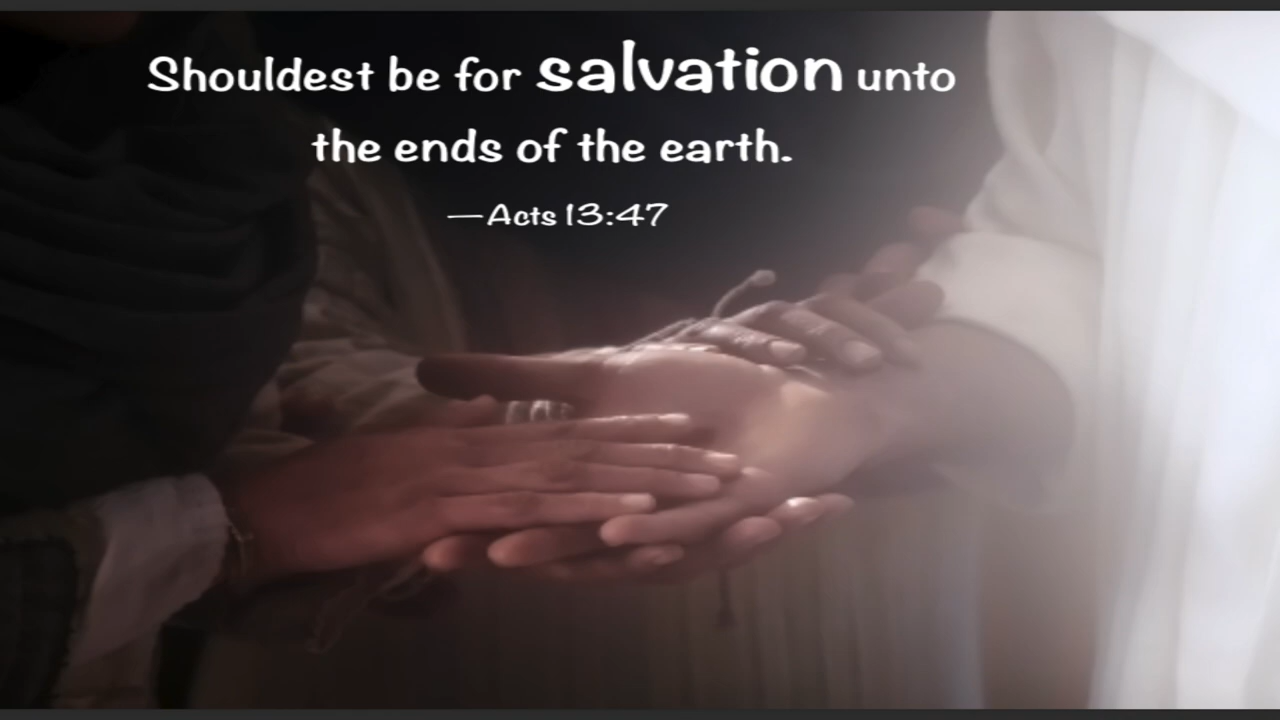 Shouldest be for salvation unto
the ends of the earth.
—Acts 13:47